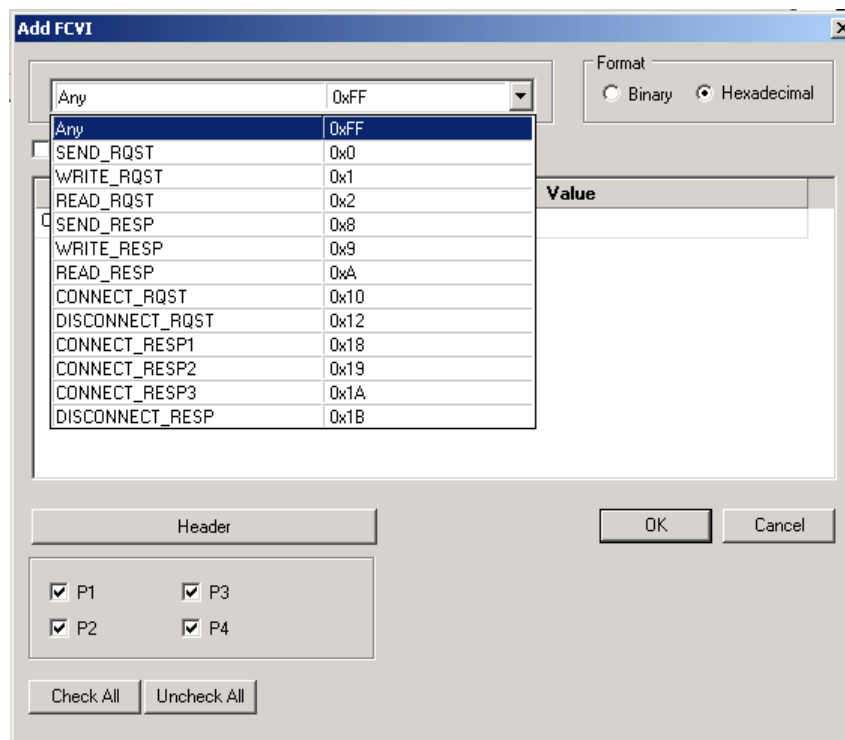 Add FCVI
Format
Any 0xFF
Binary Hexadecimal
Any 0xFF
SEND_RQST 0x0
WRITE_RQST 0x1
READ_RQST 0x2
Value
SEND_RESP 0x8
WRITE_RESP 0x9
READ_RESP 0xA
CONNECT_RQST 0x10
DISCONNECT_RQST 0x12
CONNECT_RESP1 0x18
CONNECT_RESP2 0x19
CONNECT_RESP3 0x1A
DISCONNECT_RESP 0x1B
Header OK Cancel
P1 P3
P2 P4
Check All Uncheck All